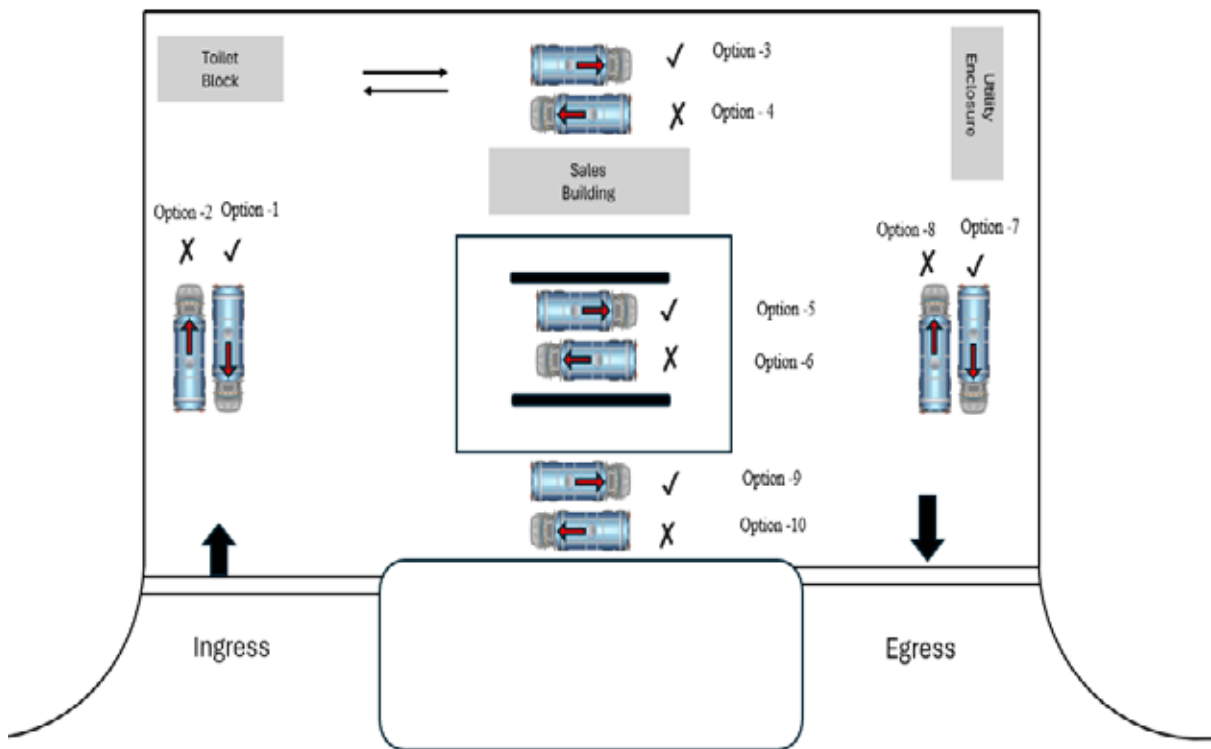 Toilet
Block
Option -3
Option - 4
Utility
Enclosure
Sales
Building
Option -2
Option -1
Option -8
Option -7
Option -5
Option -6
Option -9
Option -10
Ingress
Egress